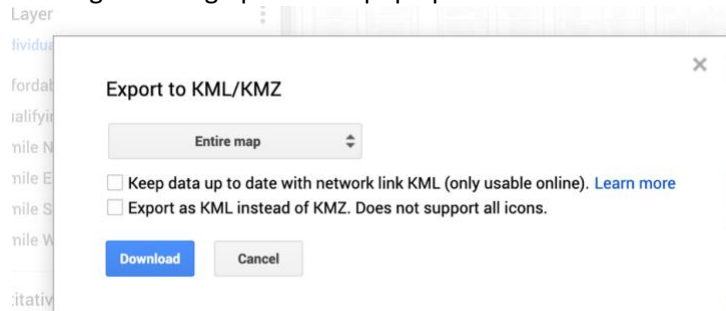 Layer
Export to KML/KMZ
Entire map
Keep data up to date with network link KML (only usable online). Learn more
Export as KML instead of KMZ. Does not support all icons.
Download Cancel